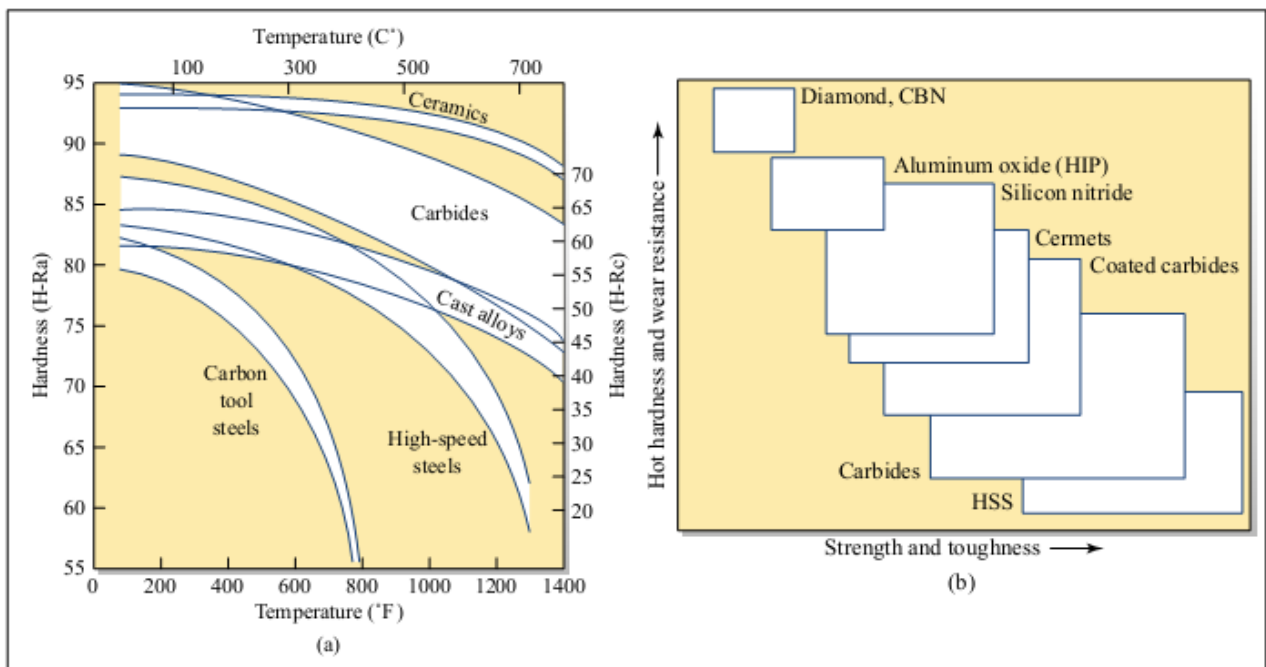 Temperature (C˚)
100 300 500 700
95
90
85
80
75
70
65
60
55
Hardness (H-Ra)
Ceramics
Carbides
Cast alloys
Carbon
tool
steels
High-speed
steels
70
65
60
55
50
45
40
35
30
25
20
Hardness (H-Rc)
0 200 400 600 800 1000 1200 1400
Temperature (˚F)
(a)
Hot hardness and wear resistance
Diamond, CBN
Aluminum oxide (HIP)
Silicon nitride
Cermets
Coated carbides
Carbides
HSS
Strength and toughness
(b)